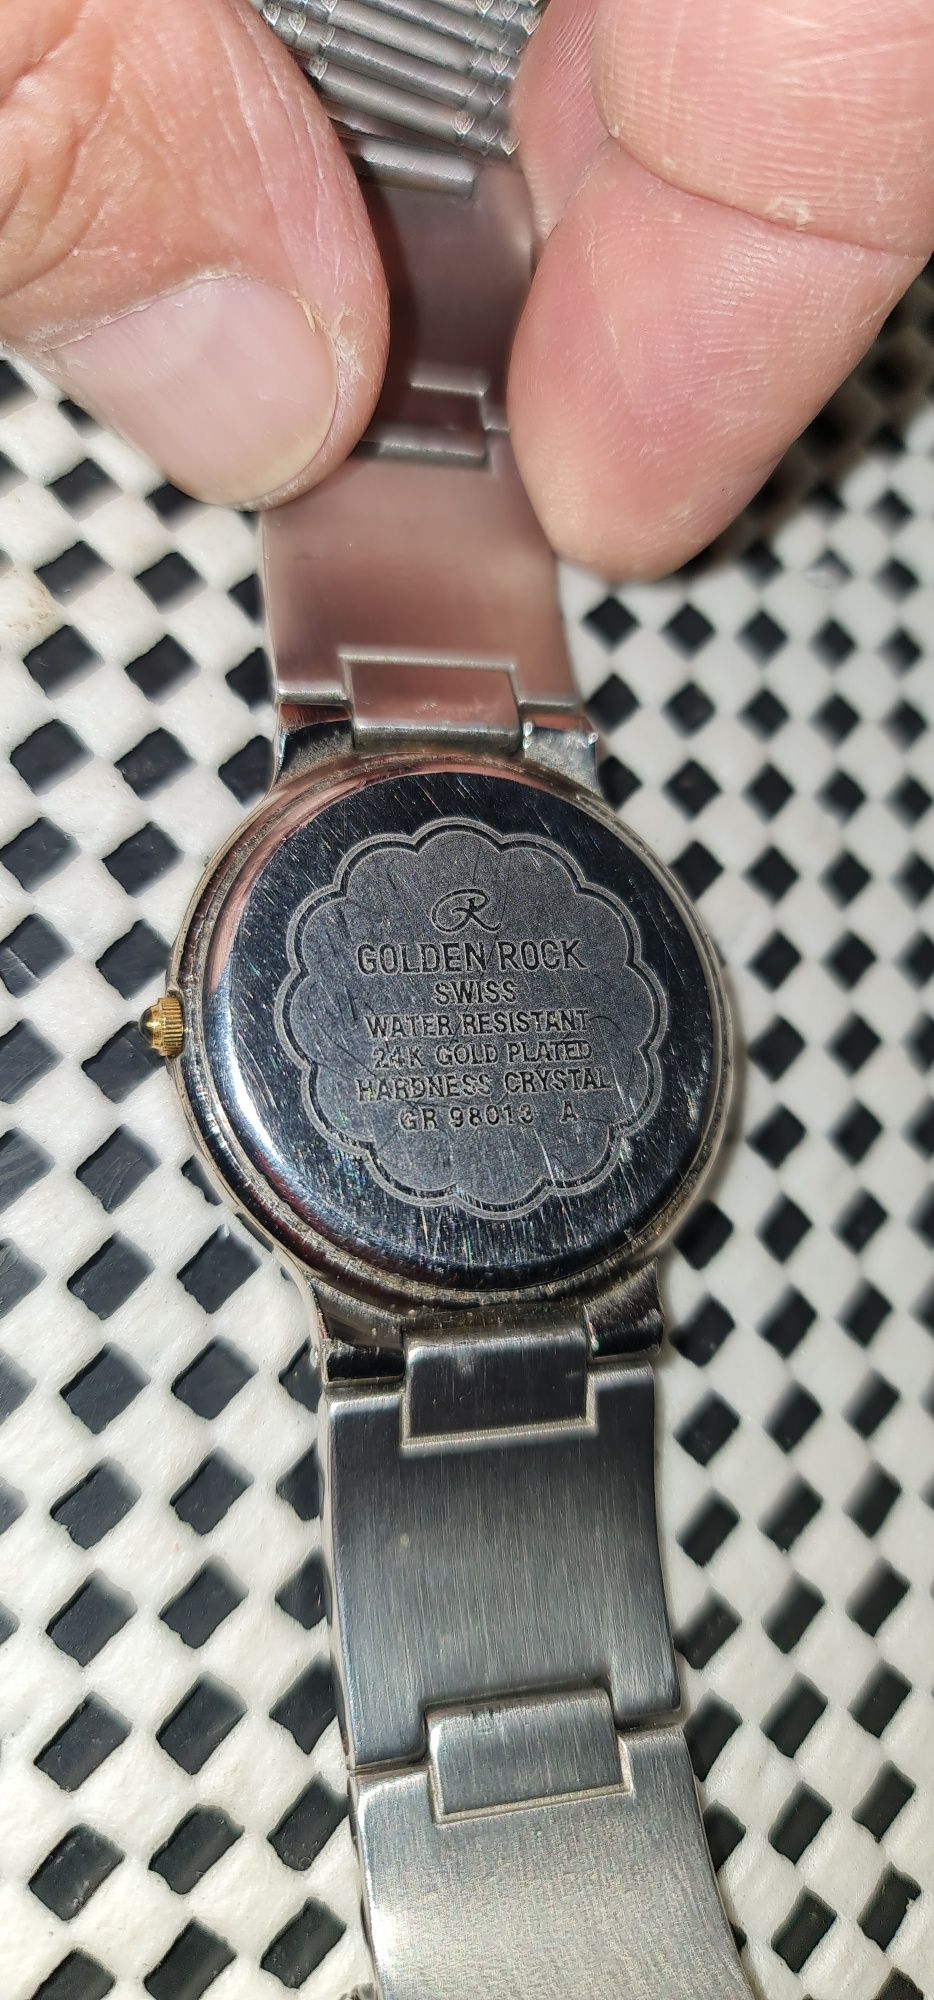 R
GOLDEN ROCK
SWISS
WATER RESISTANT
24K GOLD PLATED
HARDNESS CRYSTAL
GR 98013 A